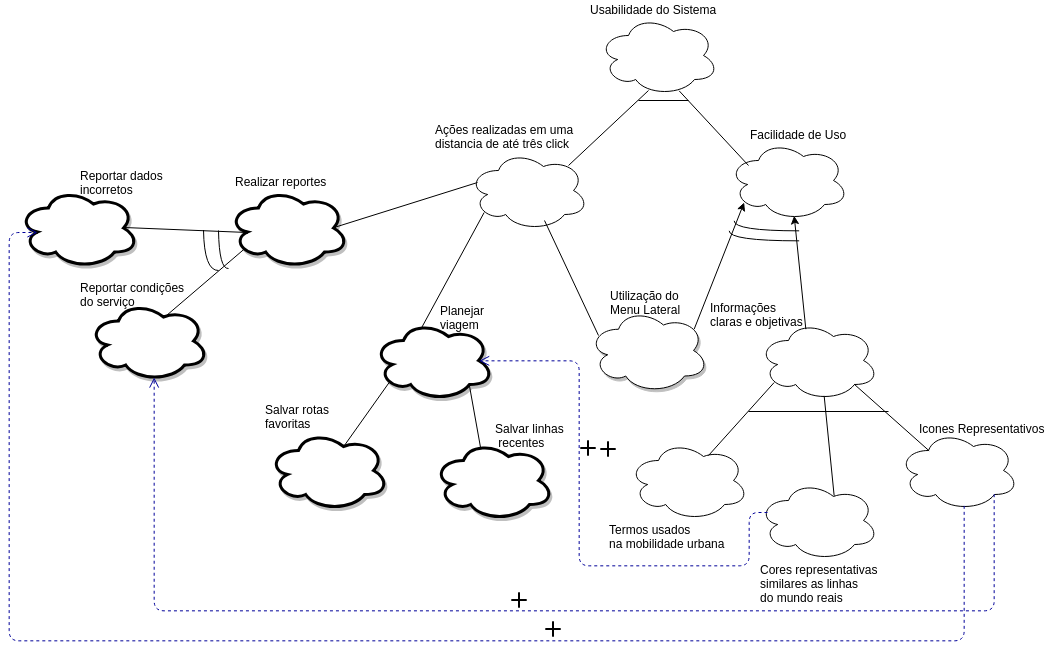 Usabilidade do Sistema
Ações realizadas em uma
distancia de até três click
Facilidade de Uso
Reportar dados
incorretos
Realizar reportes
Reportar condições
do serviço
Planejar
viagem
Utilização do
Menu Lateral
Informações
claras e objetivas
Salvar rotas
favoritas
Salvar linhas
recentes
Icones Representativos
++
Termos usados
na mobilidade urbana
Cores representativas
similares as linhas
do mundo reais
+
+